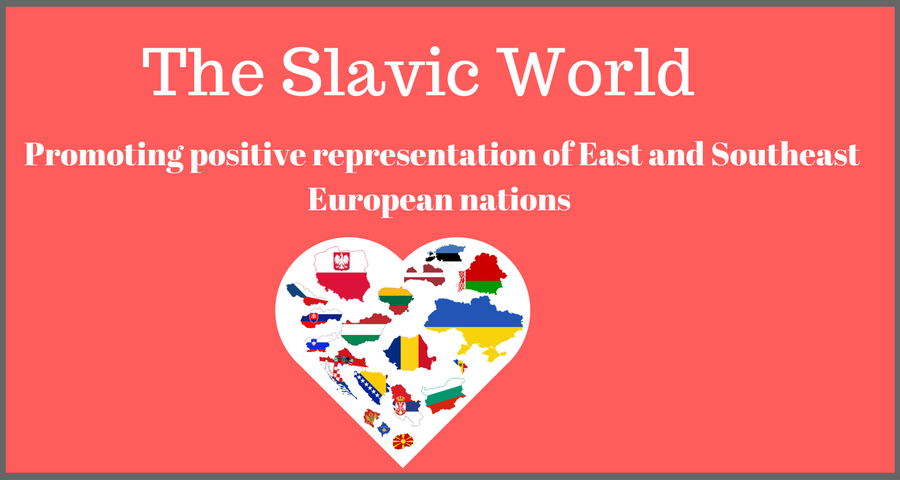 The Slavic World
Promoting positive representation of East and Southeast
European nations